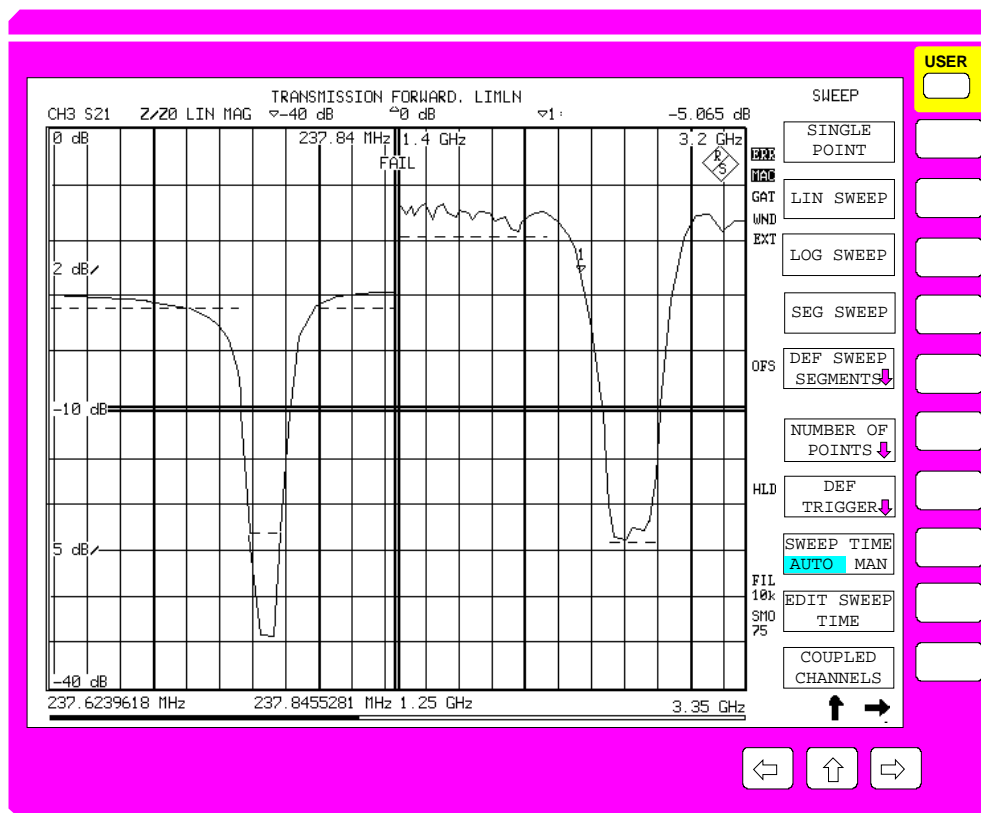 USER
TRANSMISSION FORWARD. LIMLN
SWEEP
CH3 S21 Z/Z0 LIN MAG ▽-40 dB △0 dB ▽1: -5.065 dB
0 dB 237.84 MHz 1.4 GHz 3.2 GHz
FAIL
R/S
ERR
MAC
GAT
WND
EXT
1
2 dB/
OFS
-10 dB
HLD
5 dB/
FIL
10k
SMO
75
-40 dB
237.6239618 MHz 237.8455281 MHz 1.25 GHz 3.35 GHz
SINGLE
POINT
LIN SWEEP
LOG SWEEP
SEG SWEEP
DEF SWEEP
SEGMENTS
NUMBER OF
POINTS
DEF
TRIGGER
SWEEP TIME
AUTO MAN
EDIT SWEEP
TIME
COUPLED
CHANNELS